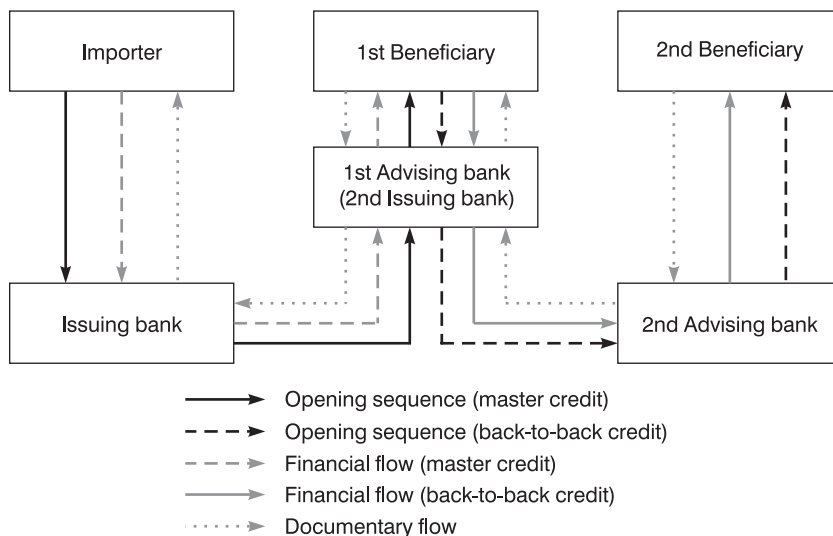 Importer
1st Beneficiary
2nd Beneficiary
1st Advising bank
(2nd Issuing bank)
Issuing bank
2nd Advising bank
Opening sequence (master credit)
Opening sequence (back-to-back credit)
Financial flow (master credit)
Financial flow (back-to-back credit)
Documentary flow